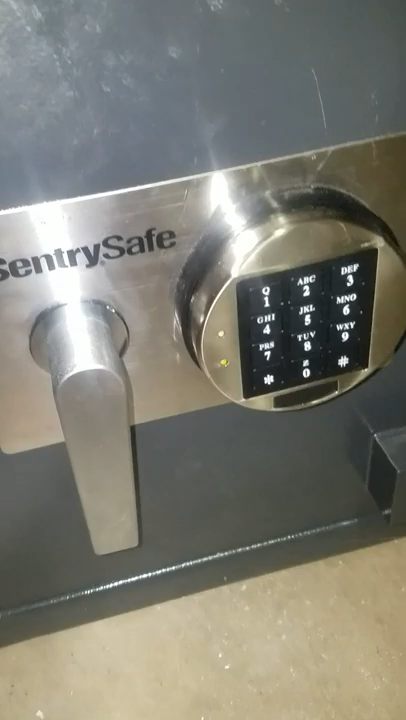 SentrySafe
Q ABC DEF
1 2 3
GHI JKL MNO
4 5 6
PRS TUV WXY
7 8 9
* Z #
0